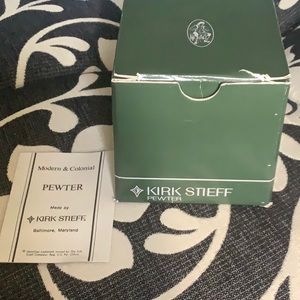 KIRK STIEFF
PEWTER
Modern & Colonial
PEWTER
Made by
KIRK STIEFF
Baltimore, Maryland